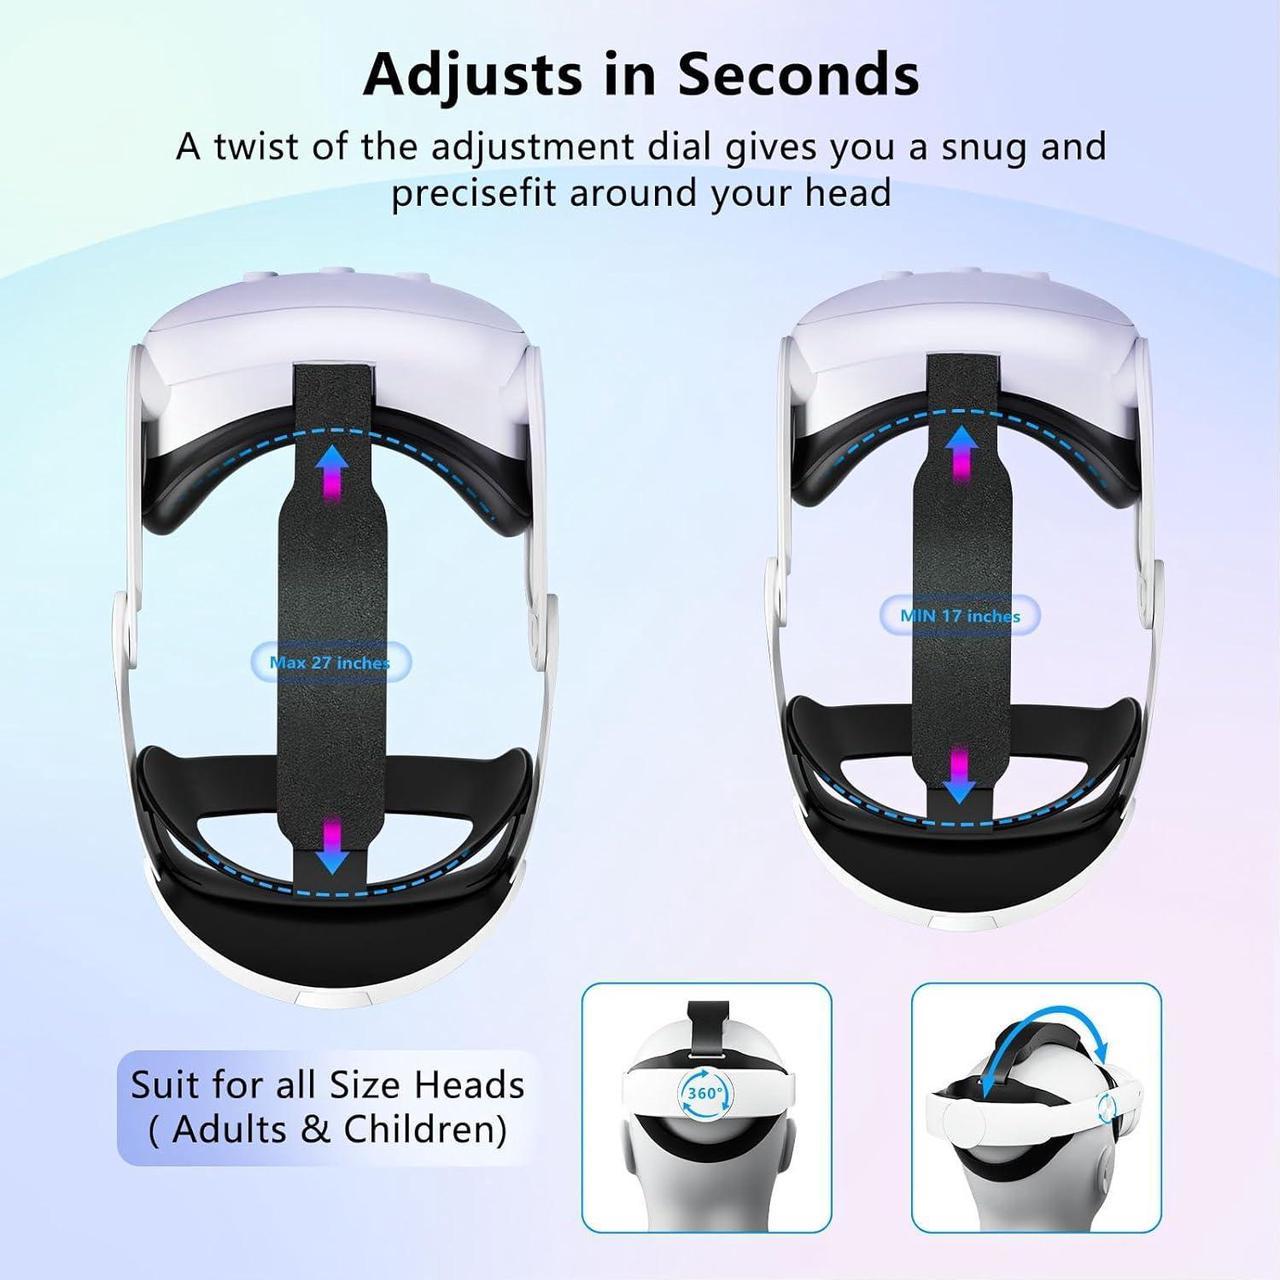 Adjusts in Seconds
A twist of the adjustment dial gives you a snug and
precisefit around your head
Max 27 inches
MIN 17 inches
360°
Suit for all Size Heads
( Adults & Children)